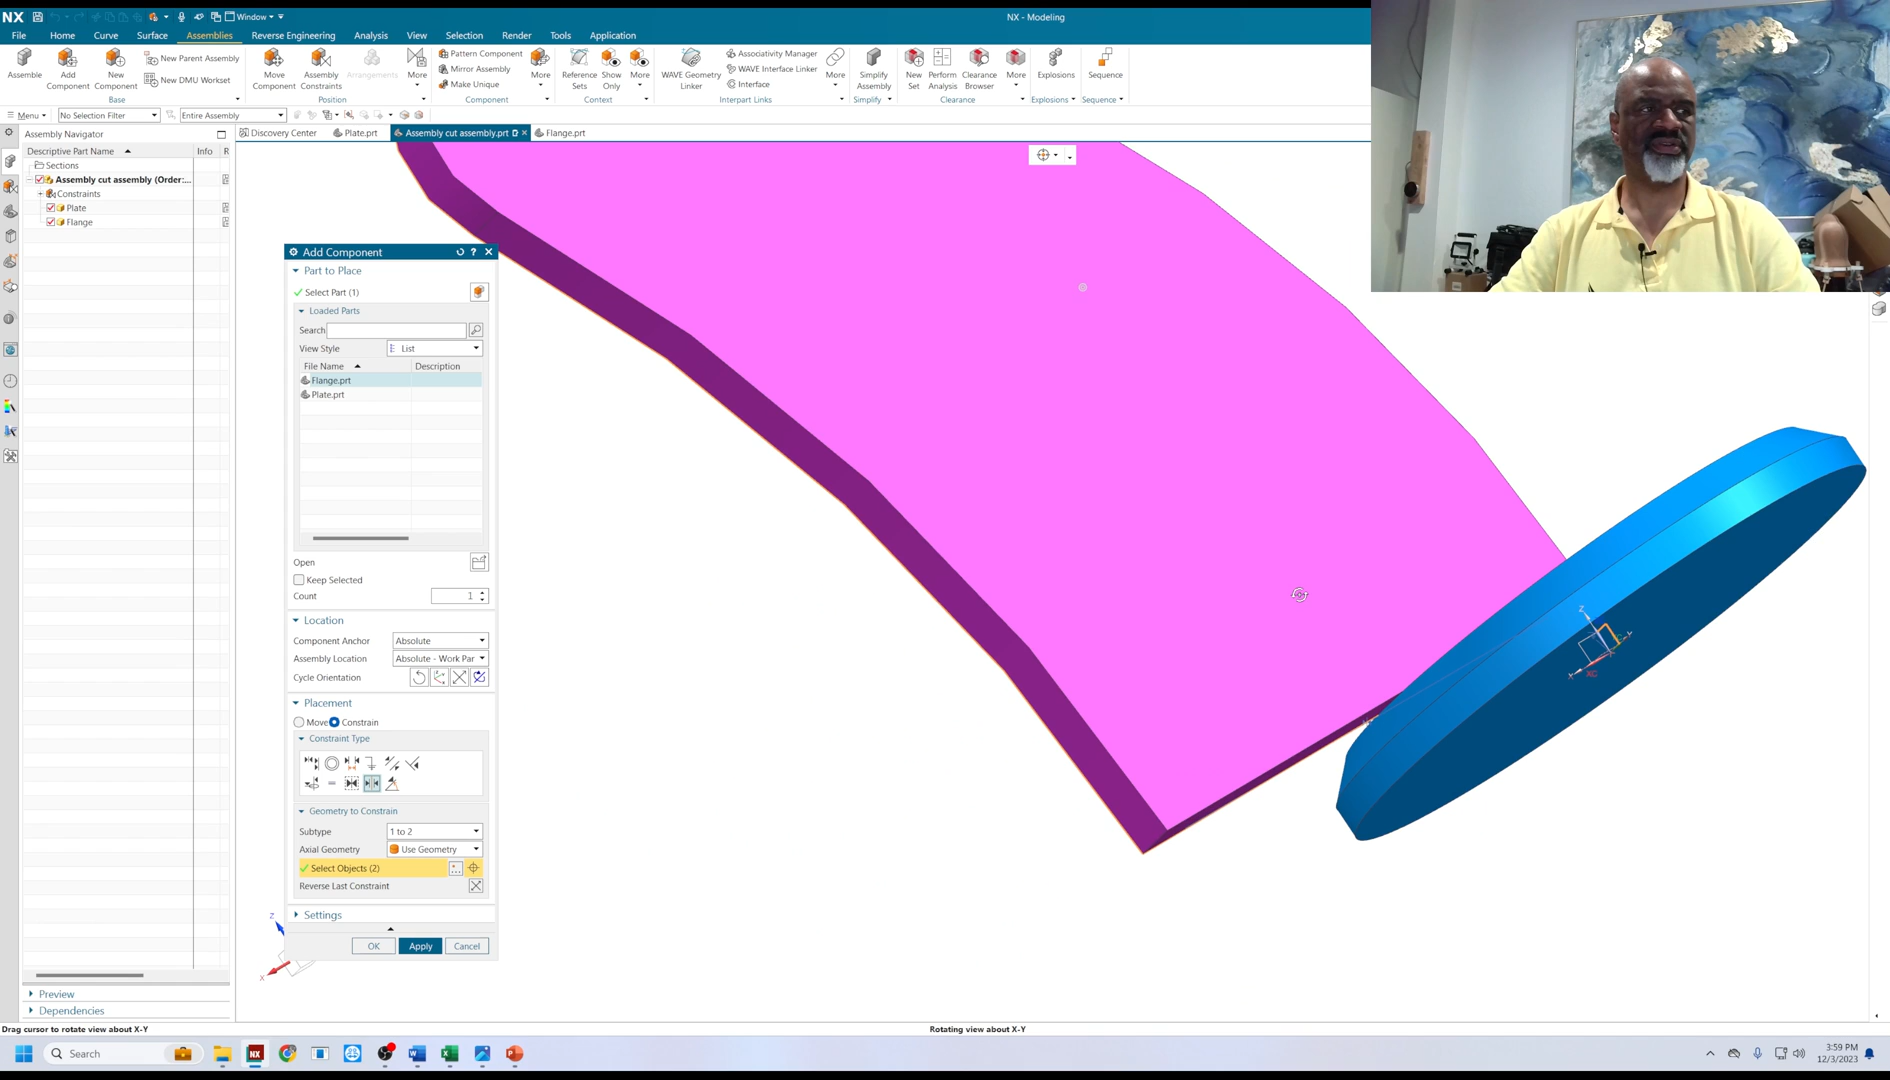 NX
Window
NX - Modeling
File Home Curve Surface Assemblies Reverse Engineering Analysis View Selection Render Tools Application
Assemble
Add Component
New Component
New Parent Assembly
New DMU Workset
Base
Move Component
Assembly Constraints
Arrangements
More
Position
Pattern Component
Mirror Assembly
Make Unique
More
Component
Reference Sets
Show Only
More
Context
WAVE Geometry Linker
Associativity Manager
WAVE Interface Linker
Interface
More
Interpart Links
Simplify Assembly
Simplify
New Set
Perform Analysis
Clearance Browser
More
Clearance
Explosions
Explosions
Sequence
Sequence
Menu
No Selection Filter
Entire Assembly
Assembly Navigator
Discovery Center
Plate.prt
Assembly cut assembly.prt
Flange.prt
Descriptive Part Name
Info
R
Sections
Assembly cut assembly (Order:...
Constraints
Plate
Flange
Add Component
Part to Place
Select Part (1)
Loaded Parts
Search
View Style
List
File Name
Description
Flange.prt
Plate.prt
Open
Keep Selected
Count
1
Location
Component Anchor
Absolute
Assembly Location
Absolute - Work Par
Cycle Orientation
Placement
Move
Constrain
Constraint Type
Geometry to Constrain
Subtype
1 to 2
Axial Geometry
Use Geometry
Select Objects (2)
Reverse Last Constraint
Settings
OK
Apply
Cancel
Z
X
Z
X
XC
Preview
Dependencies
Drag cursor to rotate view about X-Y
Rotating view about X-Y
Search
3:59 PM
12/3/2023